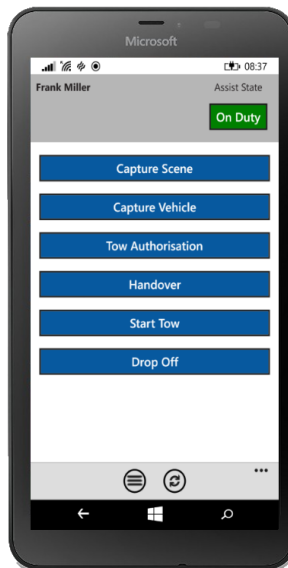 Microsoft
08:37
Frank Miller
Assist State
On Duty
Capture Scene
Capture Vehicle
Tow Authorisation
Handover
Start Tow
Drop Off